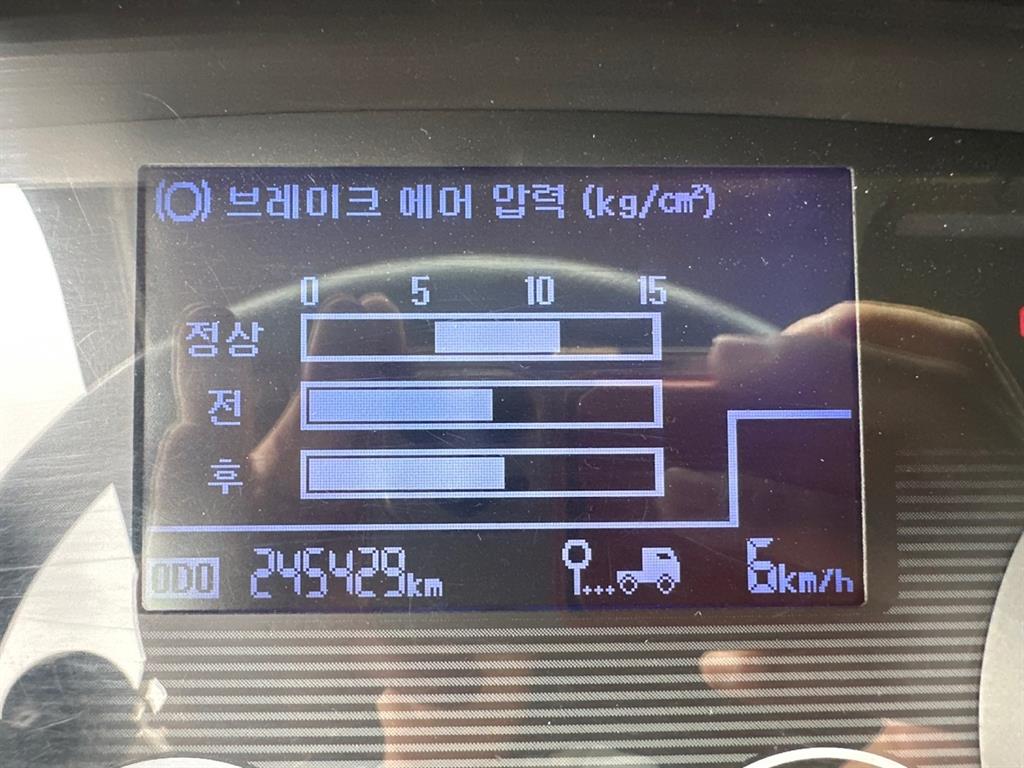 브레이크 에어 압력 (kg/cm²)
0 5 10 15
정상
전
후
ODO 245429km 6km/h